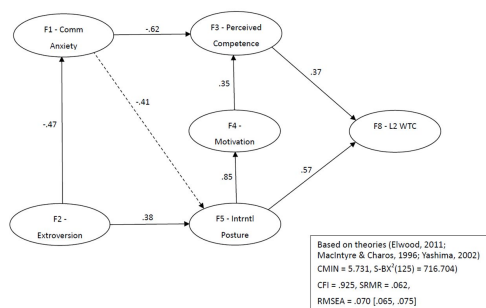 F1 - Comm
Anxiety
-.62
F3 - Perceived
Competence
-.41
.37
.35
-.47
F4 -
Motivation
F8 - L2 WTC
.85
.57
F2 -
Extroversion
.38
F5 - Intrntl
Posture
Based on theories (Elwood, 2011;
MacIntyre & Charos, 1996; Yashima, 2002)
CMIN = 5.731, S-BX²(125) = 716.704)
CFI = .925, SRMR = .062,
RMSEA = .070 [.065, .075]